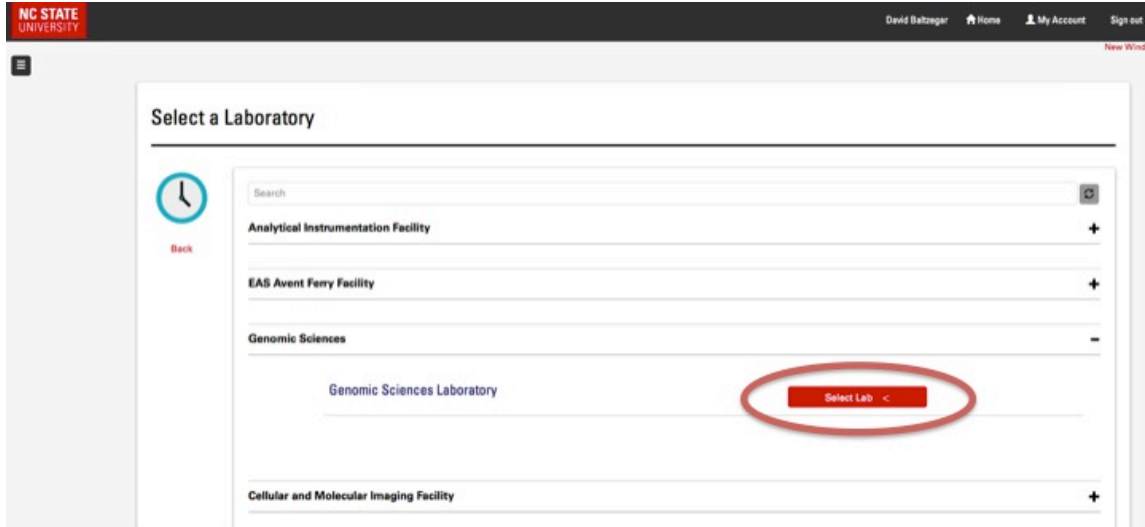 NC STATE
UNIVERSITY
David Baltzegar Home My Account Sign out
New Wind
Select a Laboratory
Search
Analytical Instrumentation Facility
Back
EAS Avent Ferry Facility
Genomic Sciences
Genomic Sciences Laboratory
Select Lab <
Cellular and Molecular Imaging Facility